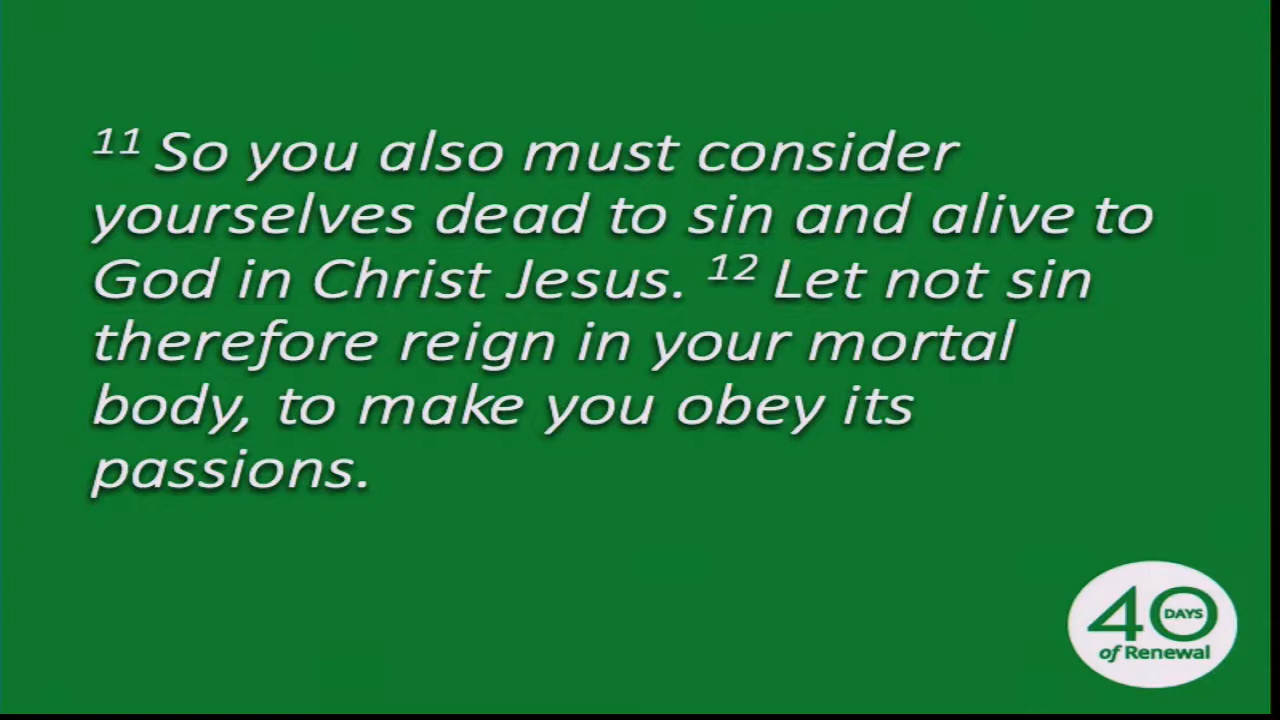 11 So you also must consider
yourselves dead to sin and alive to
God in Christ Jesus. 12 Let not sin
therefore reign in your mortal
body, to make you obey its
passions.
40 DAYS
of Renewal